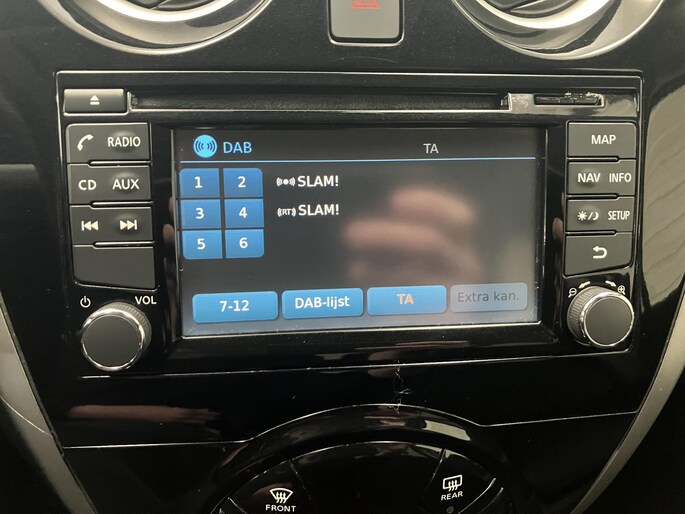 RADIO
CD AUX
VOL
DAB TA
1 2 SLAM!
3 4 RT SLAM!
5 6
7-12 DAB-lijst TA Extra kan.
MAP
NAV INFO
SETUP
FRONT
REAR